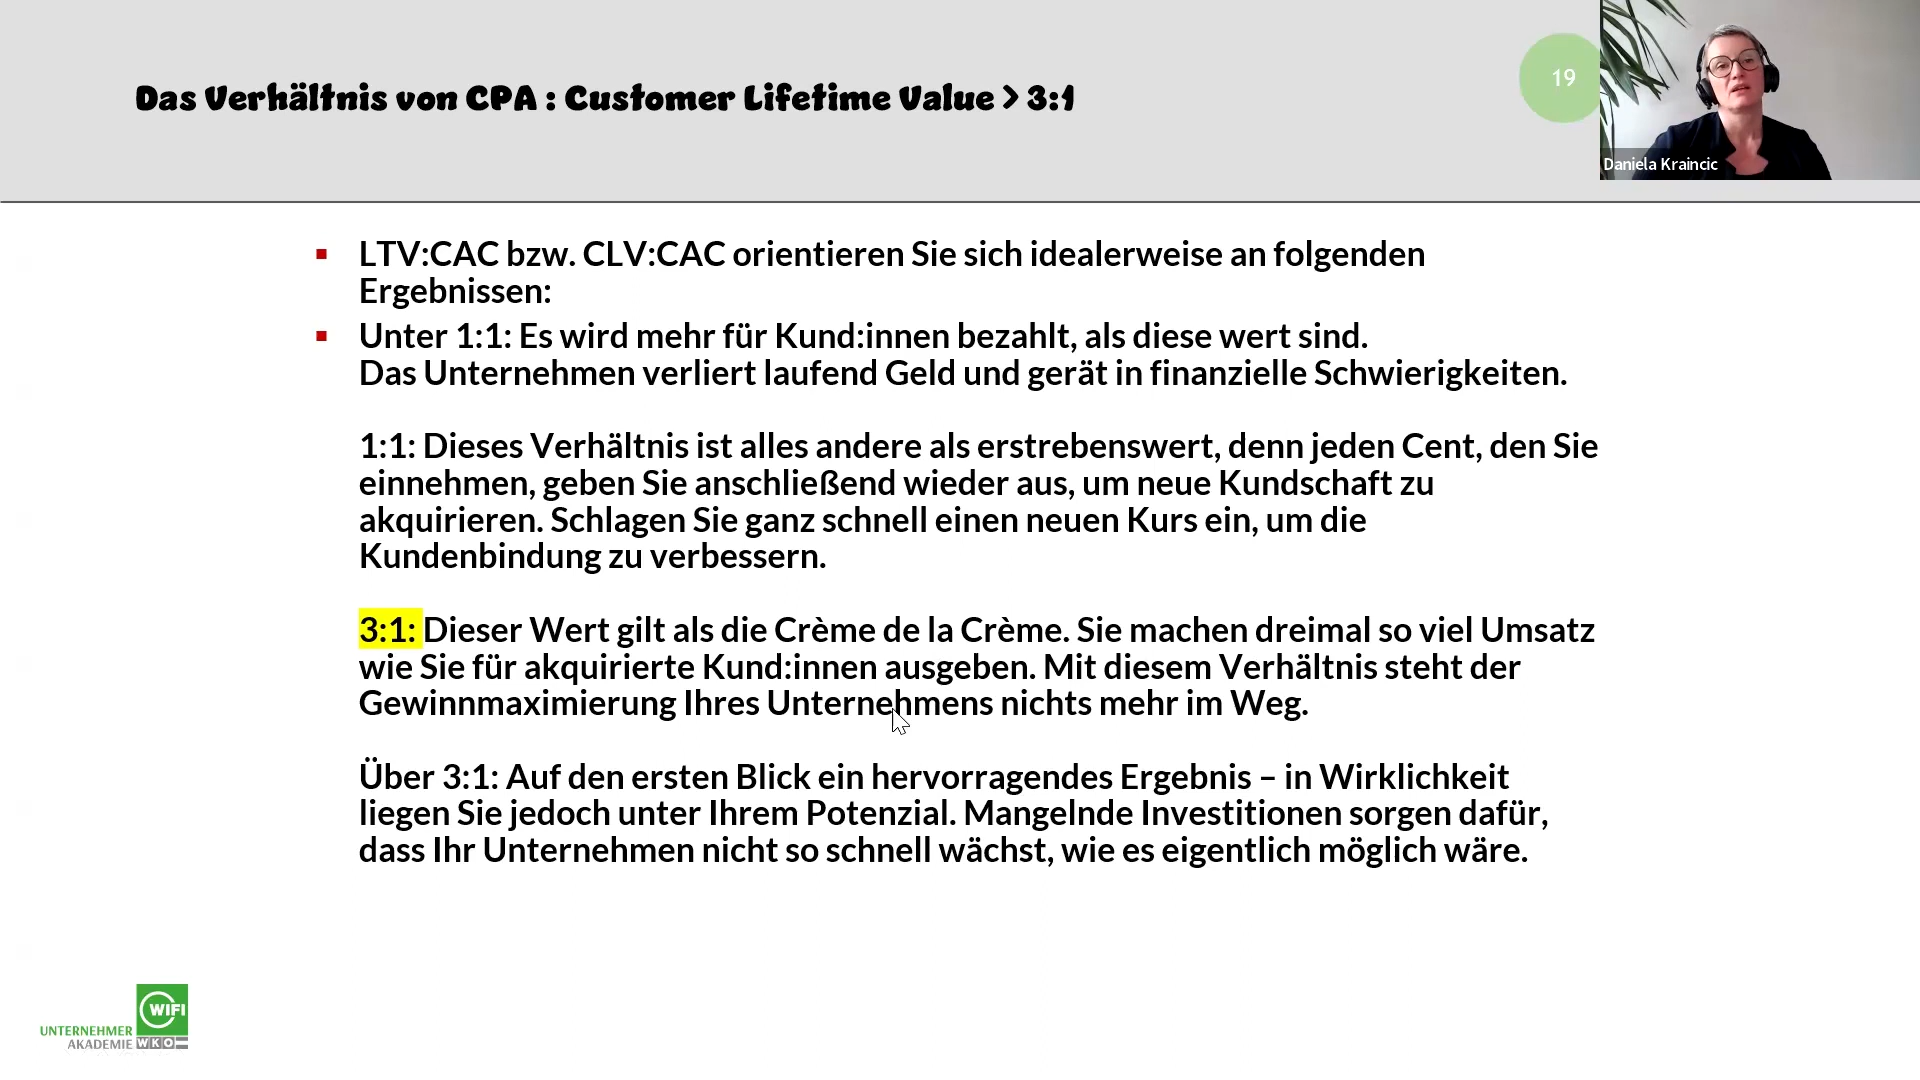 Das Verhältnis von CPA : Customer Lifetime Value > 3:1
19
Daniela Kraincic
LTV:CAC bzw. CLV:CAC orientieren Sie sich idealerweise an folgenden
Ergebnissen:
Unter 1:1: Es wird mehr für Kund:innen bezahlt, als diese wert sind.
Das Unternehmen verliert laufend Geld und gerät in finanzielle Schwierigkeiten.
1:1: Dieses Verhältnis ist alles andere als erstrebenswert, denn jeden Cent, den Sie
einnehmen, geben Sie anschließend wieder aus, um neue Kundschaft zu
akquirieren. Schlagen Sie ganz schnell einen neuen Kurs ein, um die
Kundenbindung zu verbessern.
3:1: Dieser Wert gilt als die Crème de la Crème. Sie machen dreimal so viel Umsatz
wie Sie für akquirierte Kund:innen ausgeben. Mit diesem Verhältnis steht der
Gewinnmaximierung Ihres Unternehmens nichts mehr im Weg.
Über 3:1: Auf den ersten Blick ein hervorragendes Ergebnis – in Wirklichkeit
liegen Sie jedoch unter Ihrem Potenzial. Mangelnde Investitionen sorgen dafür,
dass Ihr Unternehmen nicht so schnell wächst, wie es eigentlich möglich wäre.
WIFI
UNTERNEHMER
AKADEMIE WKO